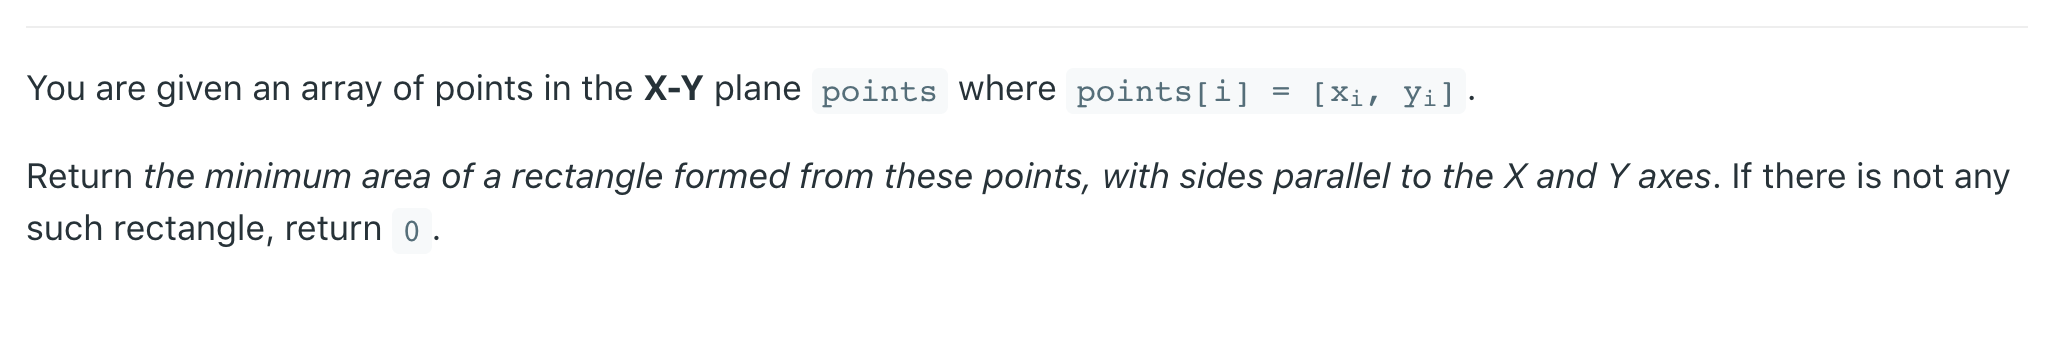 You are given an array of points in the X-Y plane points where points[i] = [xᵢ, yᵢ].
Return the minimum area of a rectangle formed from these points, with sides parallel to the X and Y axes. If there is not any
such rectangle, return 0.